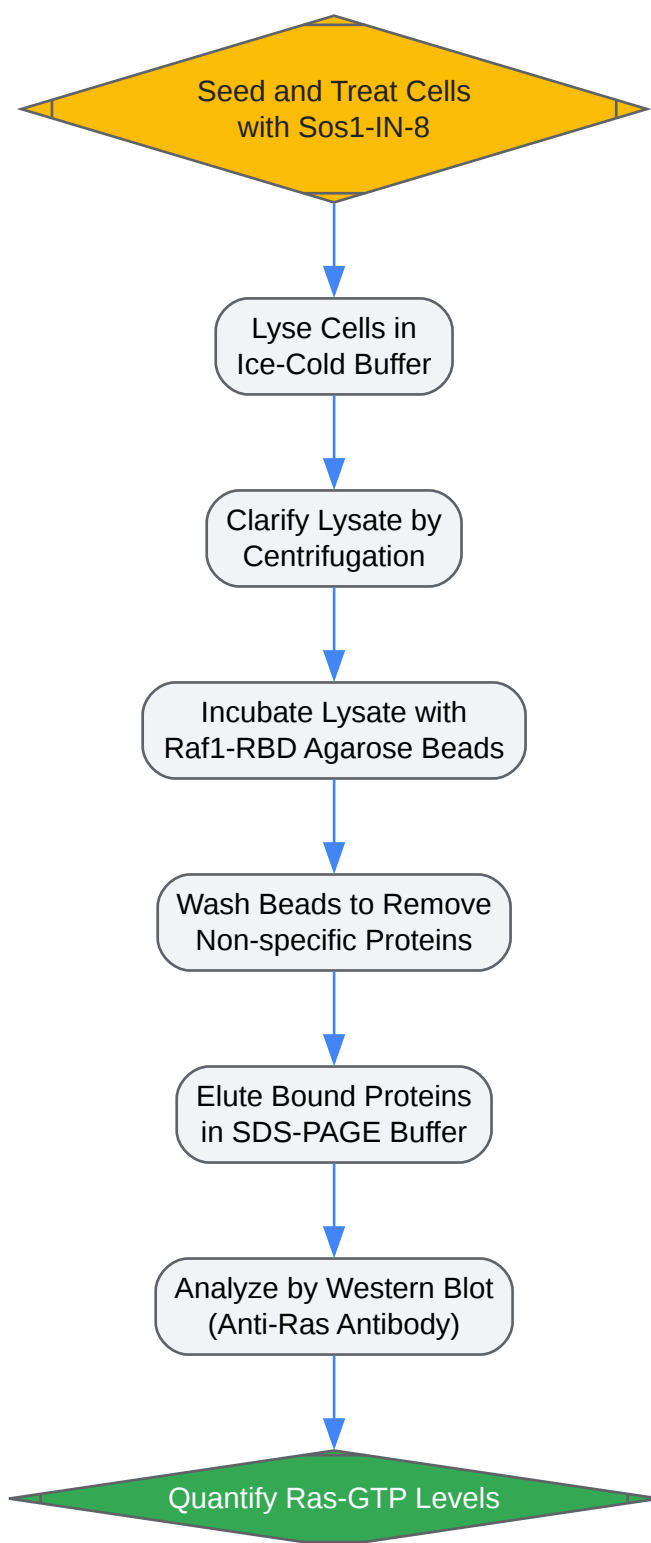 Seed and Treat Cells
with Sos1-IN-8
Lyse Cells in
Ice-Cold Buffer
Clarify Lysate by
Centrifugation
Incubate Lysate with
Raf1-RBD Agarose Beads
Wash Beads to Remove
Non-specific Proteins
Elute Bound Proteins
in SDS-PAGE Buffer
Analyze by Western Blot
(Anti-Ras Antibody)
Quantify Ras-GTP Levels